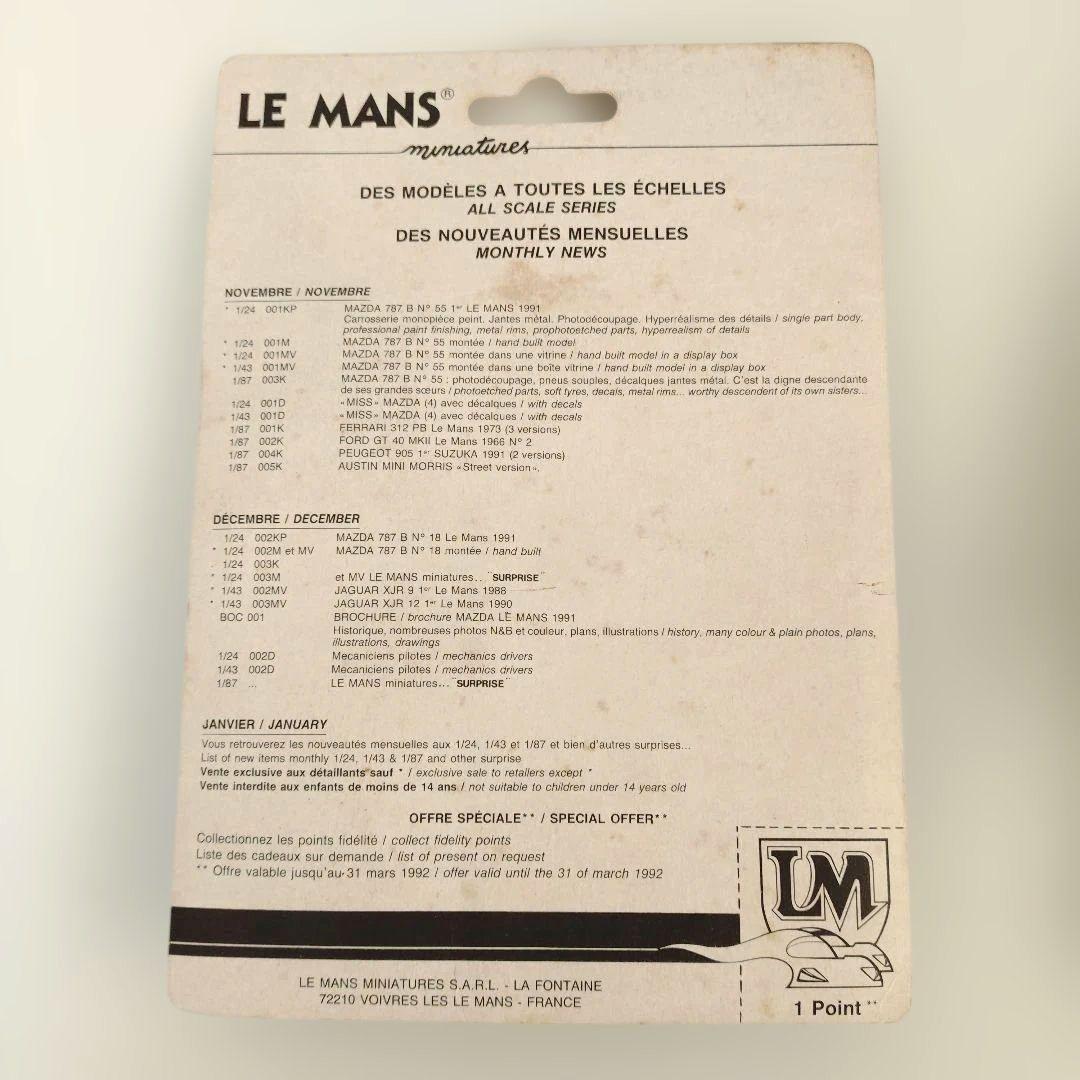 LE MANS®
miniatures
DES MODÈLES A TOUTES LES ÉCHELLES
ALL SCALE SERIES
DES NOUVEAUTÉS MENSUELLES
MONTHLY NEWS
NOVEMBRE / NOVEMBRE
* 1/24 001KP MAZDA 787 B N° 55 1er LE MANS 1991
Carrosserie monopièce peint. Jantes métal. Photodécoupage. Hyperréalisme des détails / single part body,
professional paint finishing, metal rims, prophotoetched parts, hyperrealism of details
* 1/24 001M MAZDA 787 B N° 55 montée / hand built model
* 1/24 001MV MAZDA 787 B N° 55 montée dans une vitrine / hand built model in a display box
* 1/43 001MV MAZDA 787 B N° 55 montée dans une boîte vitrine / hand built model in a display box
1/87 003K MAZDA 787 B N° 55 : photodécoupage, pneus souples, décalques jantes métal. C'est la digne descendante
de ses grandes sœurs / photoetched parts, soft tyres, decals, metal rims... worthy descendent of its own sisters...
1/24 001D «MISS» MAZDA (4) avec décalques / with decals
1/43 001D «MISS» MAZDA (4) avec décalques / with decals
1/87 001K FERRARI 312 PB Le Mans 1973 (3 versions)
1/87 002K FORD GT 40 MKII Le Mans 1966 N° 2
1/87 004K PEUGEOT 905 1er SUZUKA 1991 (2 versions)
1/87 005K AUSTIN MINI MORRIS «Street version».
DÉCEMBRE / DECEMBER
1/24 002KP MAZDA 787 B N° 18 Le Mans 1991
* 1/24 002M et MV MAZDA 787 B N° 18 montée / hand built
1/24 003K
* 1/24 003M et MV LE MANS miniatures... "SURPRISE"
* 1/43 002MV JAGUAR XJR 9 1er Le Mans 1988
* 1/43 003MV JAGUAR XJR 12 1er Le Mans 1990
BOC 001 BROCHURE / brochure MAZDA LE MANS 1991
Historique, nombreuses photos N&B et couleur, plans, illustrations / history, many colour & plain photos, plans,
illustrations, drawings
1/24 002D Mecaniciens pilotes / mechanics drivers
1/43 002D Mecaniciens pilotes / mechanics drivers
1/87 ... LE MANS miniatures... "SURPRISE"
JANVIER / JANUARY
Vous retrouverez les nouveautés mensuelles aux 1/24, 1/43 et 1/87 et bien d'autres surprises...
List of new items monthly 1/24, 1/43 & 1/87 and other surprise
Vente exclusive aux détaillants sauf * / exclusive sale to retailers except *
Vente interdite aux enfants de moins de 14 ans / not suitable to children under 14 years old
OFFRE SPÉCIALE** / SPECIAL OFFER**
Collectionnez les points fidélité / collect fidelity points
Liste des cadeaux sur demande / list of present on request
** Offre valable jusqu'au 31 mars 1992 / offer valid until the 31 of march 1992
LM
LE MANS MINIATURES S.A.R.L. - LA FONTAINE
72210 VOIVRES LES LE MANS - FRANCE
1 Point **